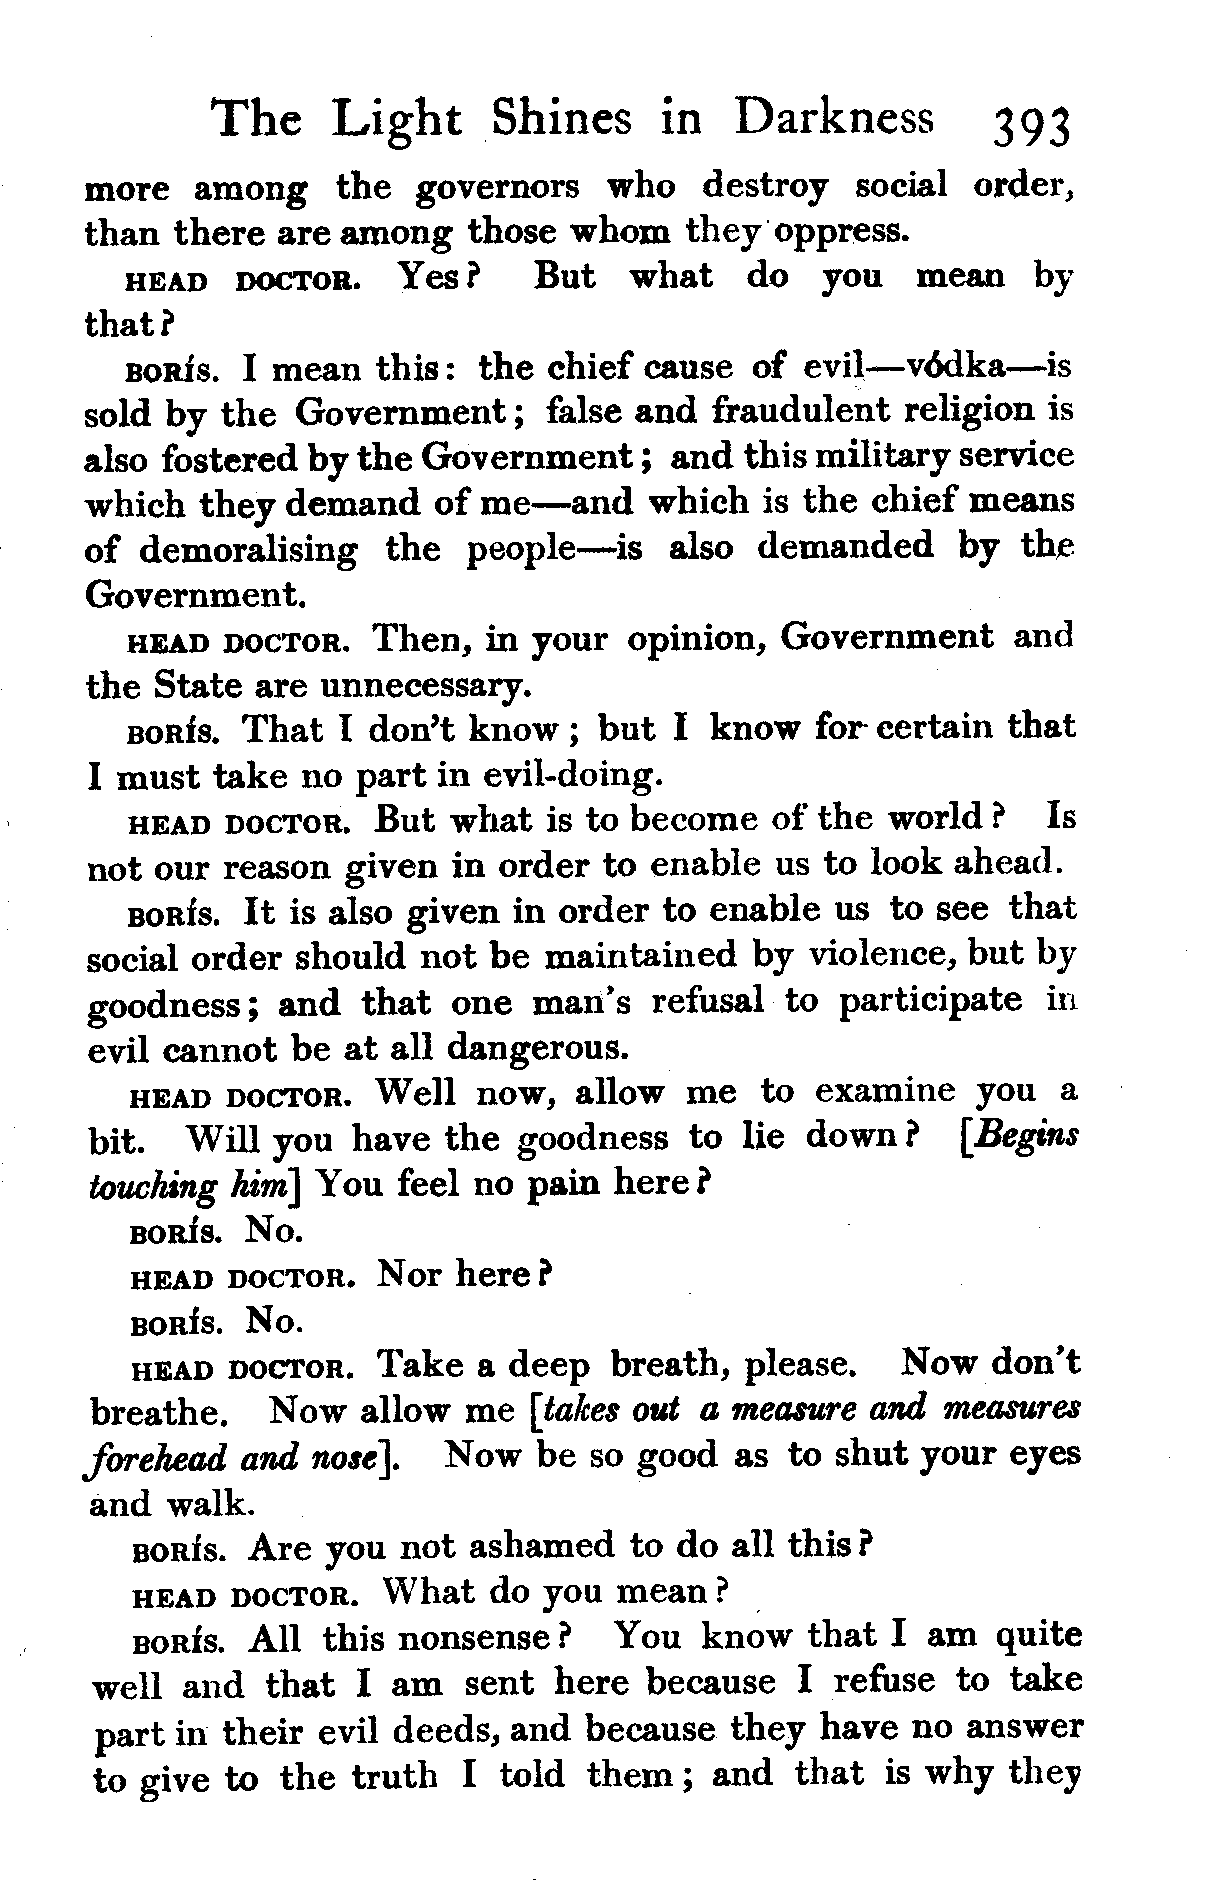 The Light Shines in Darkness 393
more among the governors who destroy social order,
than there are among those whom they oppress.
HEAD DOCTOR. Yes? But what do you mean by
that?
BORÍS. I mean this: the chief cause of evil—vódka—is
sold by the Government; false and fraudulent religion is
also fostered by the Government; and this military service
which they demand of me—and which is the chief means
of demoralising the people—is also demanded by the
Government.
HEAD DOCTOR. Then, in your opinion, Government and
the State are unnecessary.
BORÍS. That I don't know; but I know for certain that
I must take no part in evil-doing.
HEAD DOCTOR. But what is to become of the world? Is
not our reason given in order to enable us to look ahead.
BORÍS. It is also given in order to enable us to see that
social order should not be maintained by violence, but by
goodness; and that one man's refusal to participate in
evil cannot be at all dangerous.
HEAD DOCTOR. Well now, allow me to examine you a
bit. Will you have the goodness to lie down? [Begins
touching him] You feel no pain here?
BORÍS. No.
HEAD DOCTOR. Nor here?
BORÍS. No.
HEAD DOCTOR. Take a deep breath, please. Now don't
breathe. Now allow me [takes out a measure and measures
forehead and nose]. Now be so good as to shut your eyes
and walk.
BORÍS. Are you not ashamed to do all this?
HEAD DOCTOR. What do you mean?
BORÍS. All this nonsense? You know that I am quite
well and that I am sent here because I refuse to take
part in their evil deeds, and because they have no answer
to give to the truth I told them; and that is why they